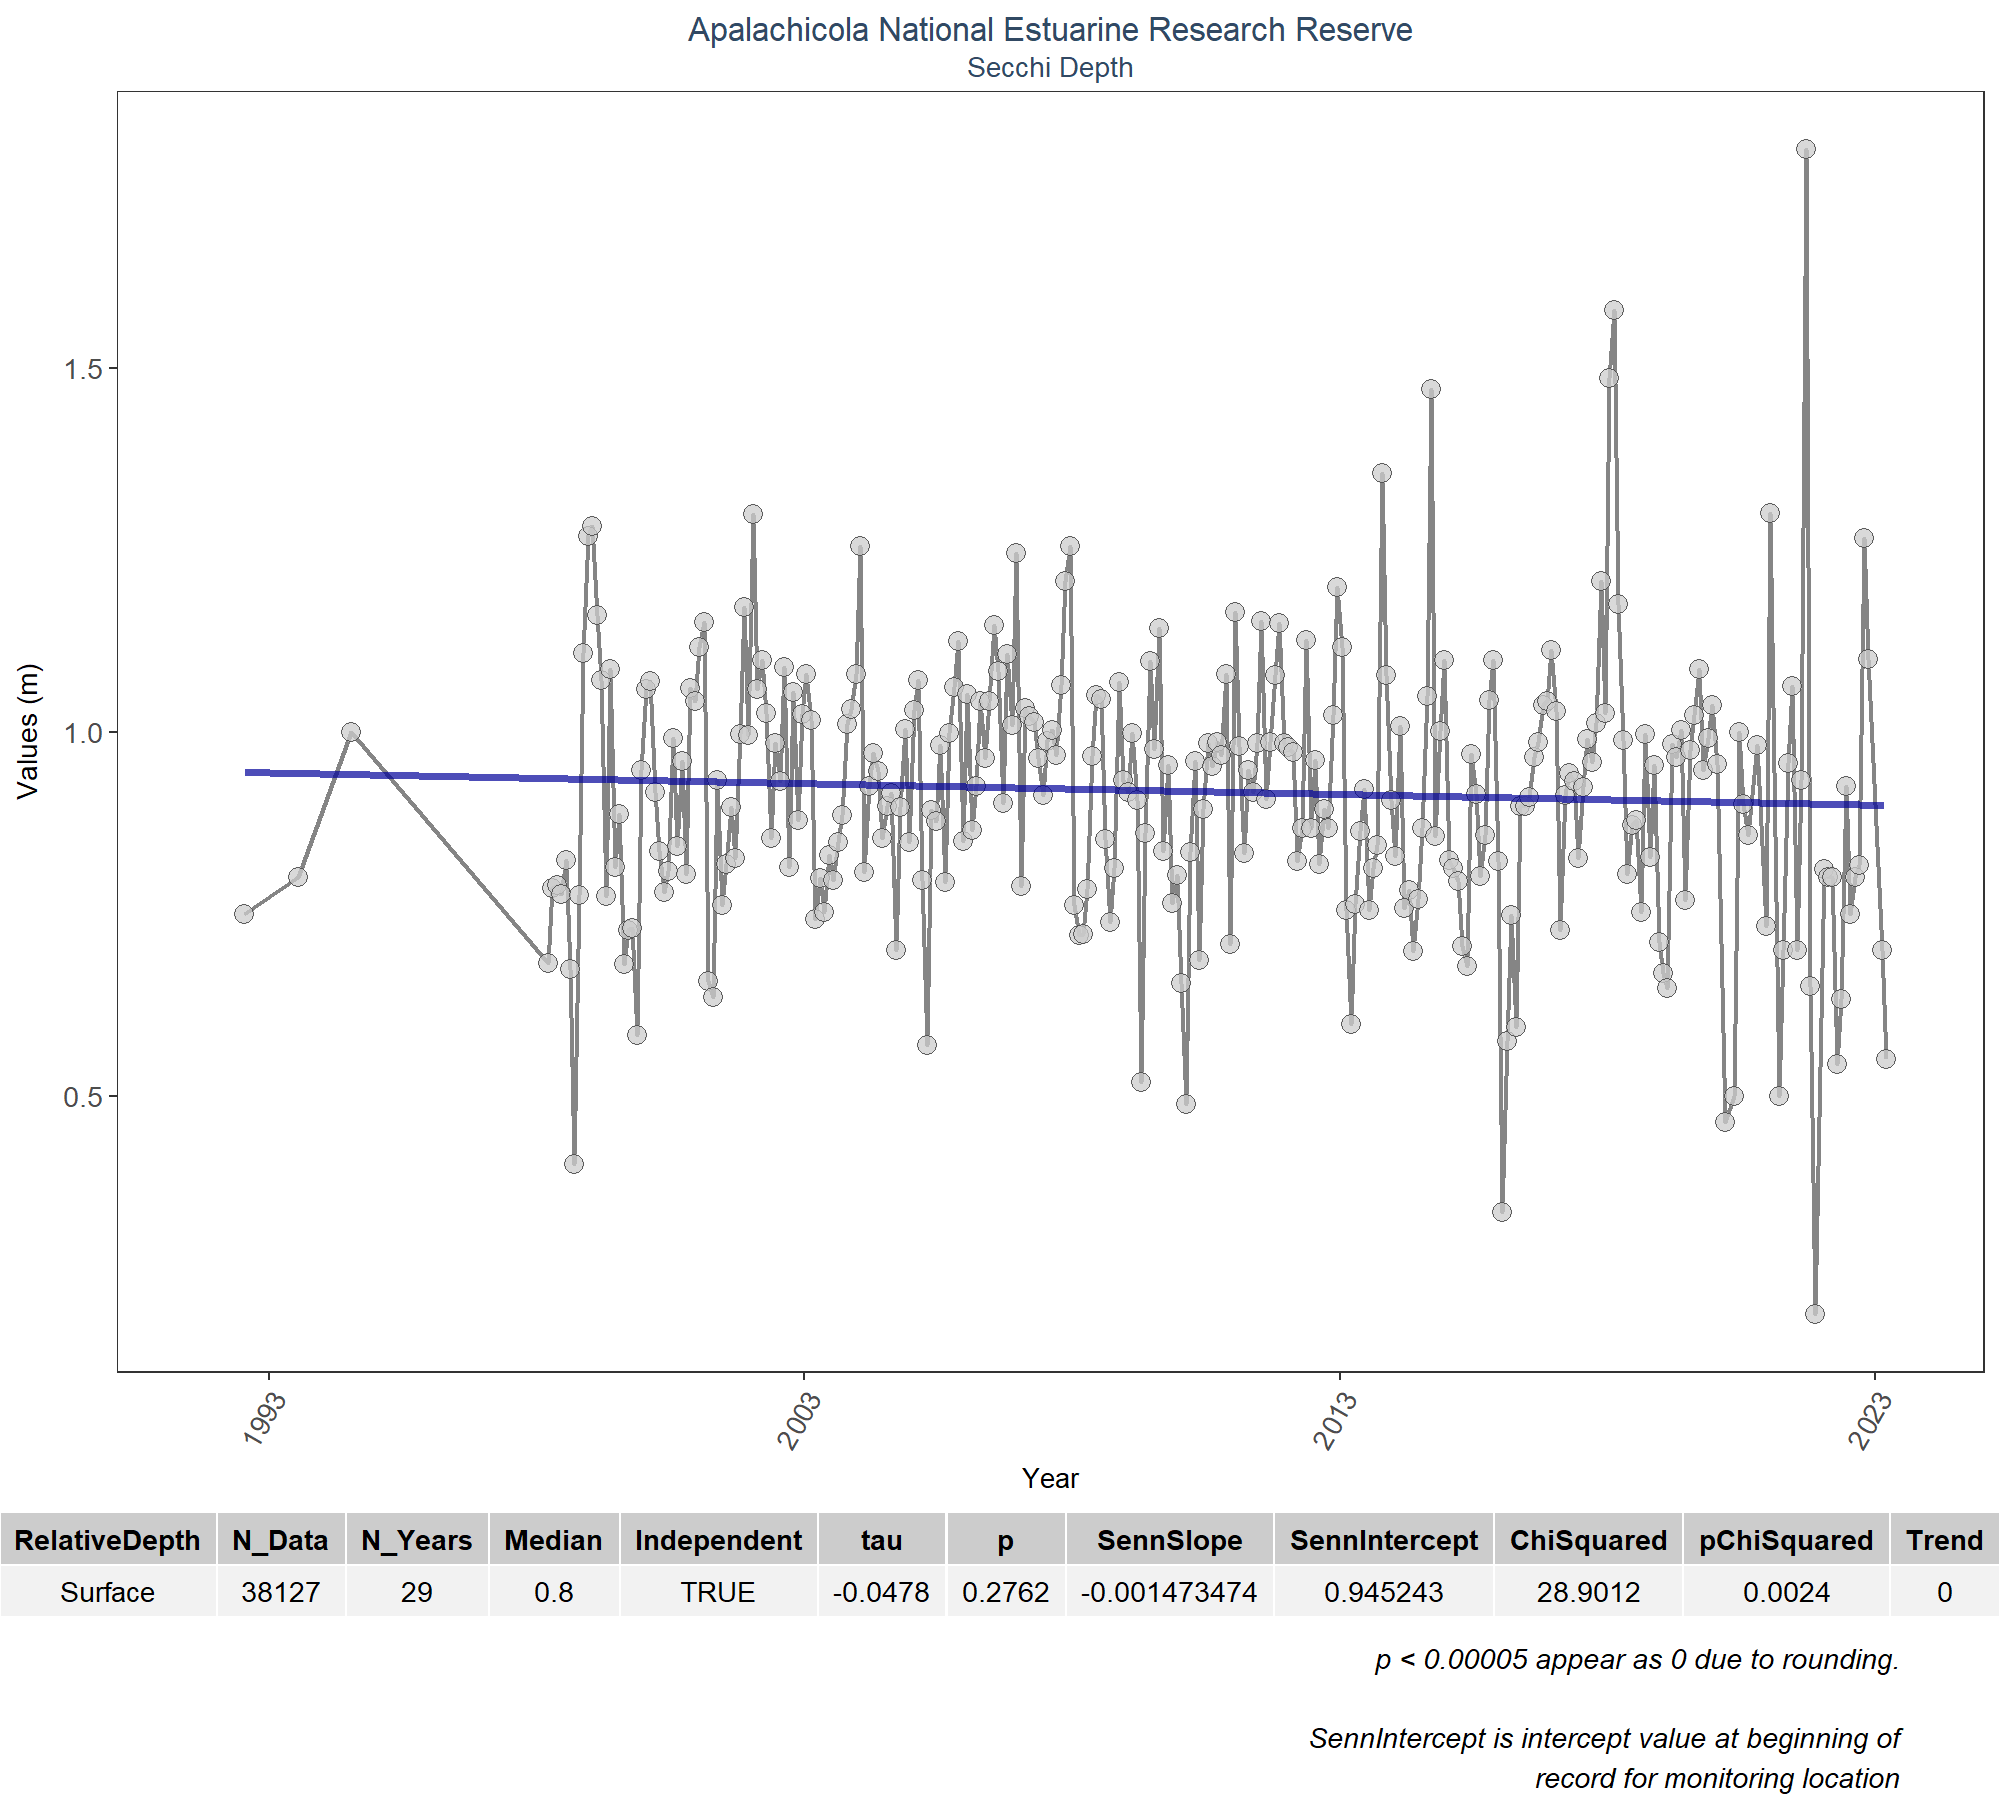 Apalachicola National Estuarine Research Reserve
Secchi Depth
Values (m)
1.5
1.0
0.5
1993 2003 2013 2023
Year
RelativeDepth N_Data N_Years Median Independent tau p SennSlope SennIntercept ChiSquared pChiSquared Trend
Surface 38127 29 0.8 TRUE -0.0478 0.2762 -0.001473474 0.945243 28.9012 0.0024 0
p < 0.00005 appear as 0 due to rounding.
SennIntercept is intercept value at beginning of
record for monitoring location